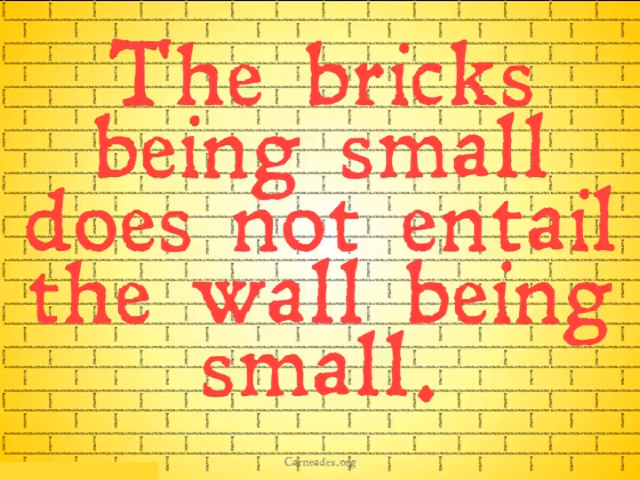 The bricks
being small
does not entail
the wall being
small.
Carneades.org